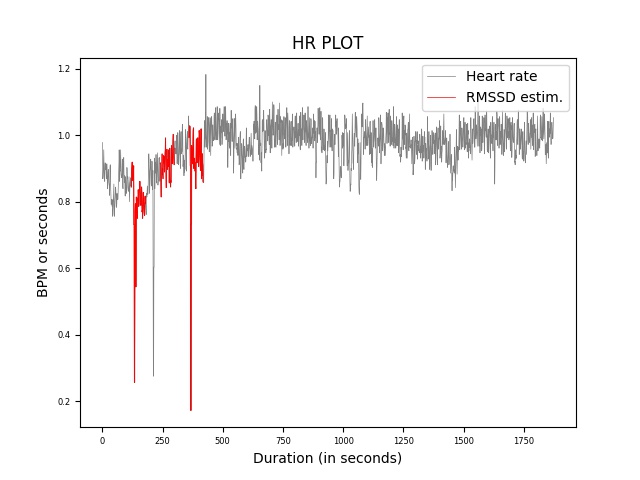 HR PLOT
Heart rate
RMSSD estim.
1.2
1.0
0.8
0.6
0.4
0.2
BPM or seconds
0
250
500
750
1000
1250
1500
1750
Duration (in seconds)